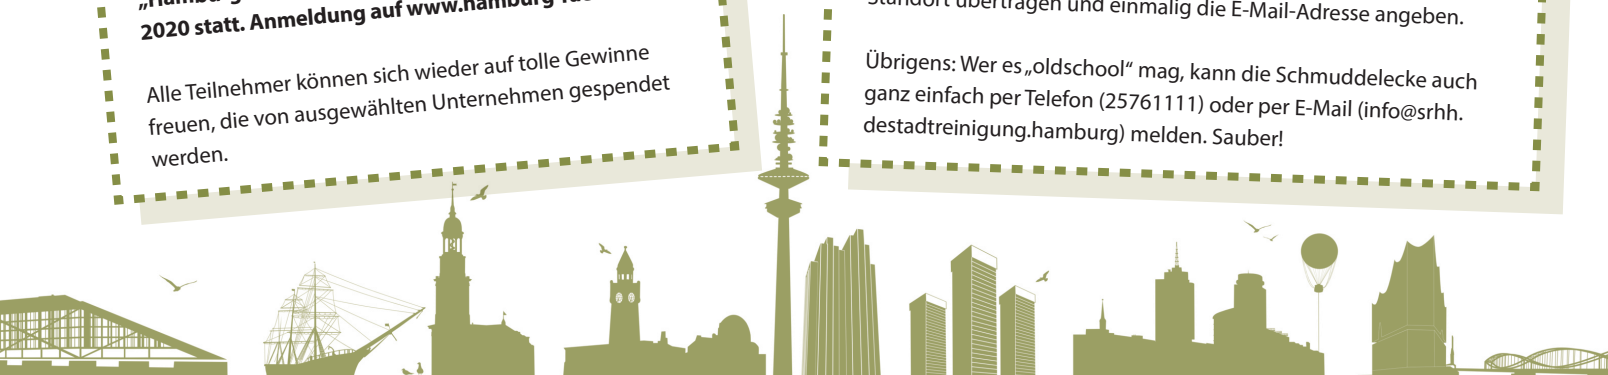 2020 statt. Anmeldung auf
Alle Teilnehmer können sich wieder auf tolle Gewinne
freuen, die von ausgewählten Unternehmen gespendet
werden.
Standort übertragen und einmalig die E-Mail-Adresse angeben.
Übrigens: Wer es „oldschool“ mag, kann die Schmuddelecke auch
ganz einfach per Telefon (25761111) oder per E-Mail (info@srhh.
destadtreinigung.hamburg) melden. Sauber!